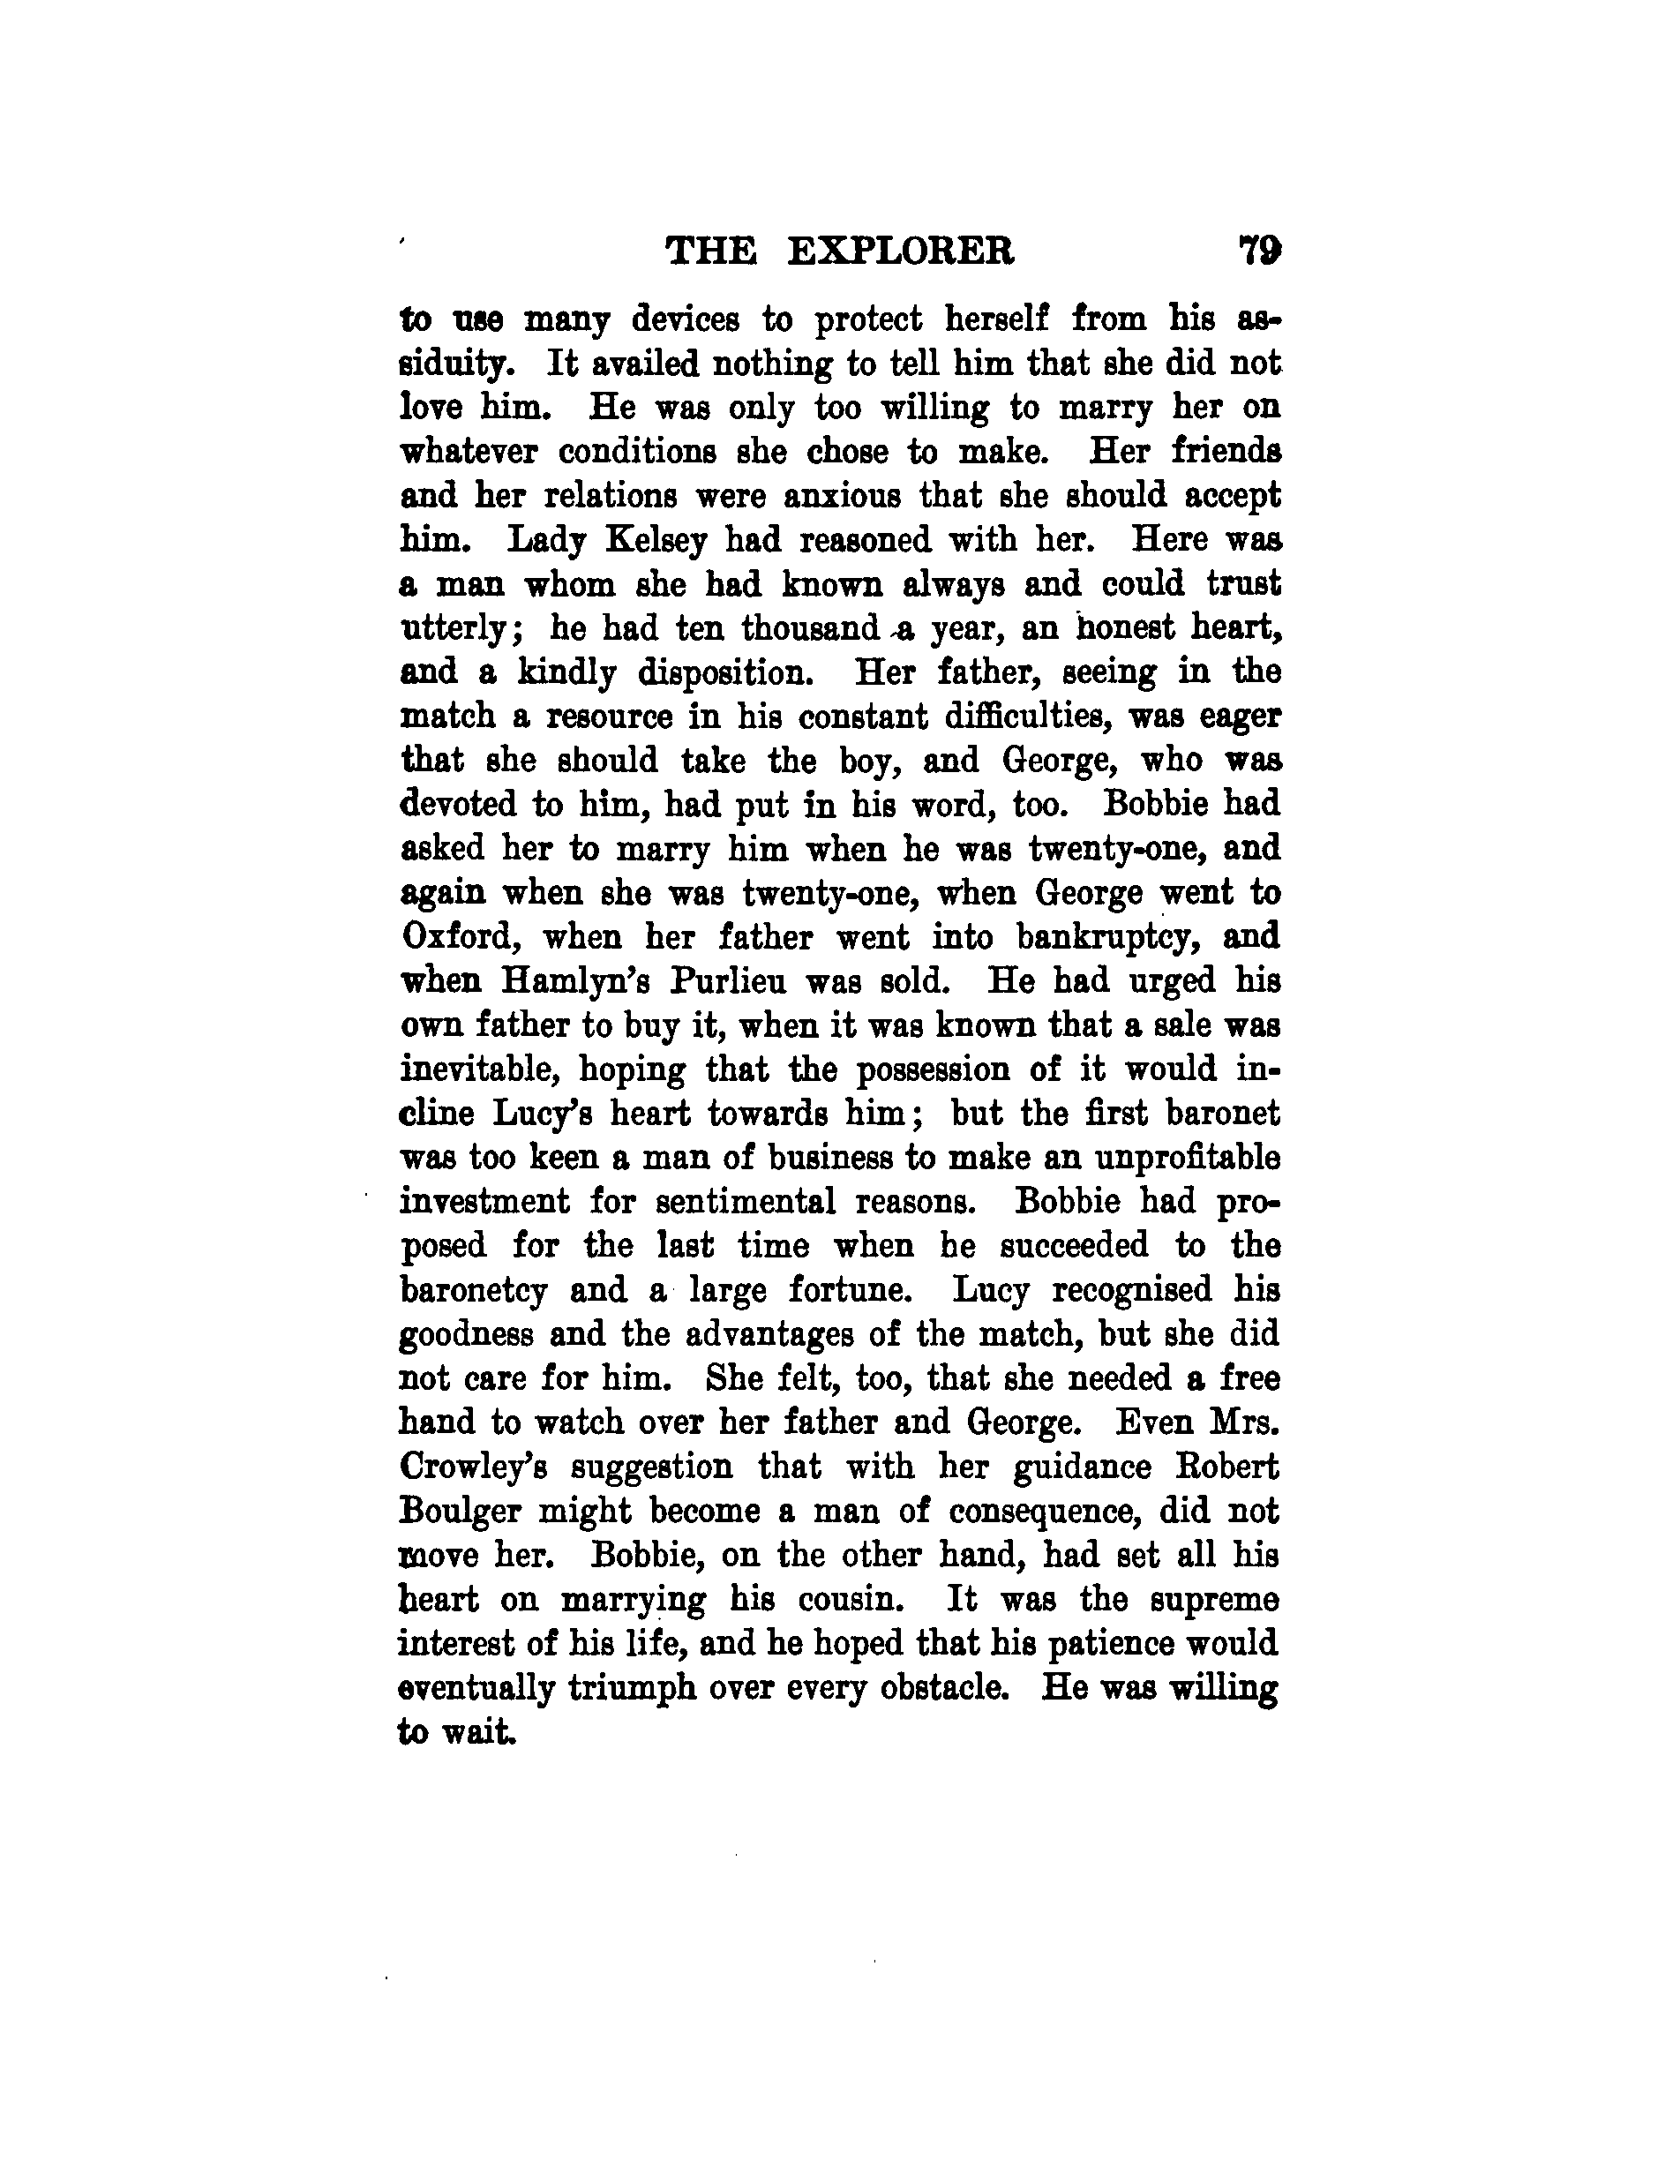 THE EXPLORER 79
to use many devices to protect herself from his as-
siduity. It availed nothing to tell him that she did not
love him. He was only too willing to marry her on
whatever conditions she chose to make. Her friends
and her relations were anxious that she should accept
him. Lady Kelsey had reasoned with her. Here was
a man whom she had known always and could trust
utterly; he had ten thousand a year, an honest heart,
and a kindly disposition. Her father, seeing in the
match a resource in his constant difficulties, was eager
that she should take the boy, and George, who was
devoted to him, had put in his word, too. Bobbie had
asked her to marry him when he was twenty-one, and
again when she was twenty-one, when George went to
Oxford, when her father went into bankruptcy, and
when Hamlyn's Purlieu was sold. He had urged his
own father to buy it, when it was known that a sale was
inevitable, hoping that the possession of it would in-
cline Lucy's heart towards him; but the first baronet
was too keen a man of business to make an unprofitable
investment for sentimental reasons. Bobbie had pro-
posed for the last time when he succeeded to the
baronetcy and a large fortune. Lucy recognised his
goodness and the advantages of the match, but she did
not care for him. She felt, too, that she needed a free
hand to watch over her father and George. Even Mrs.
Crowley's suggestion that with her guidance Robert
Boulger might become a man of consequence, did not
move her. Bobbie, on the other hand, had set all his
heart on marrying his cousin. It was the supreme
interest of his life, and he hoped that his patience would
eventually triumph over every obstacle. He was willing
to wait.